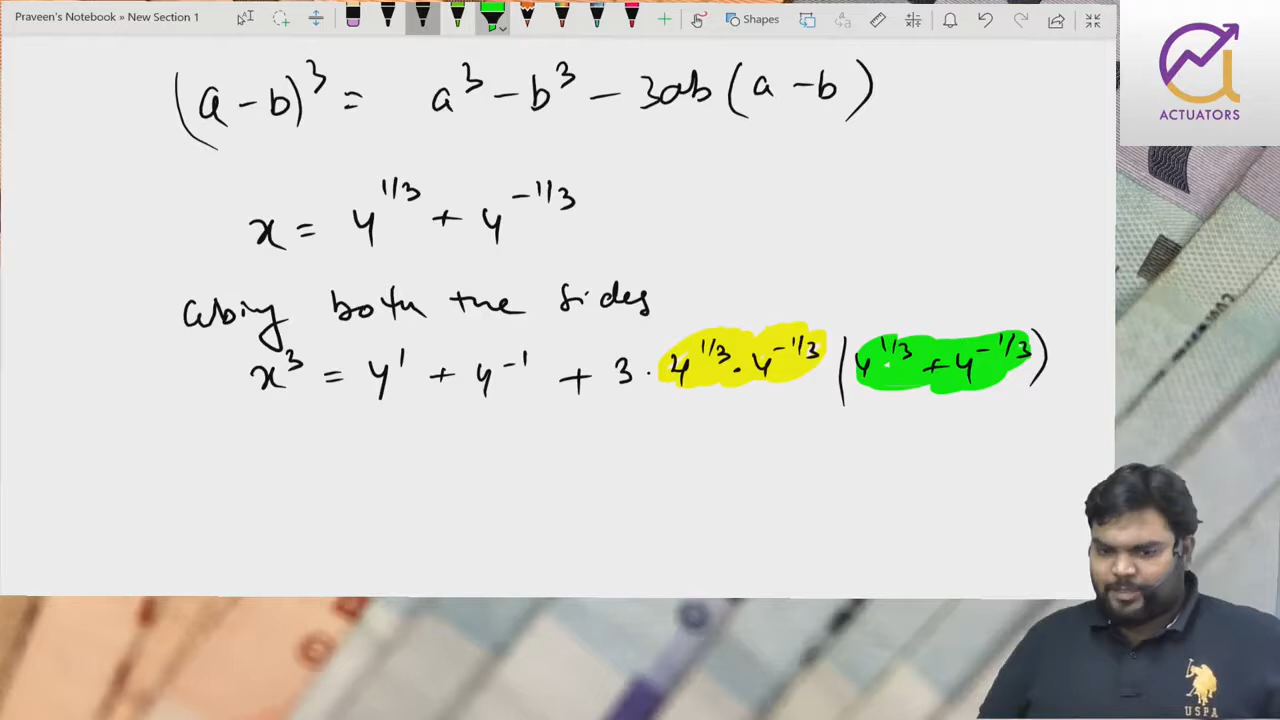 Praveen's Notebook » New Section 1
Shapes
ACTUATORS
(a - b)³ = a³ - b³ - 3ab (a - b)
x = 4^1/3 + 4^-1/3
Cubing both the sides
x³ = 4^1 + 4^-1 + 3 · 4^1/3 · 4^-1/3 (4^1/3 + 4^-1/3)
USPA